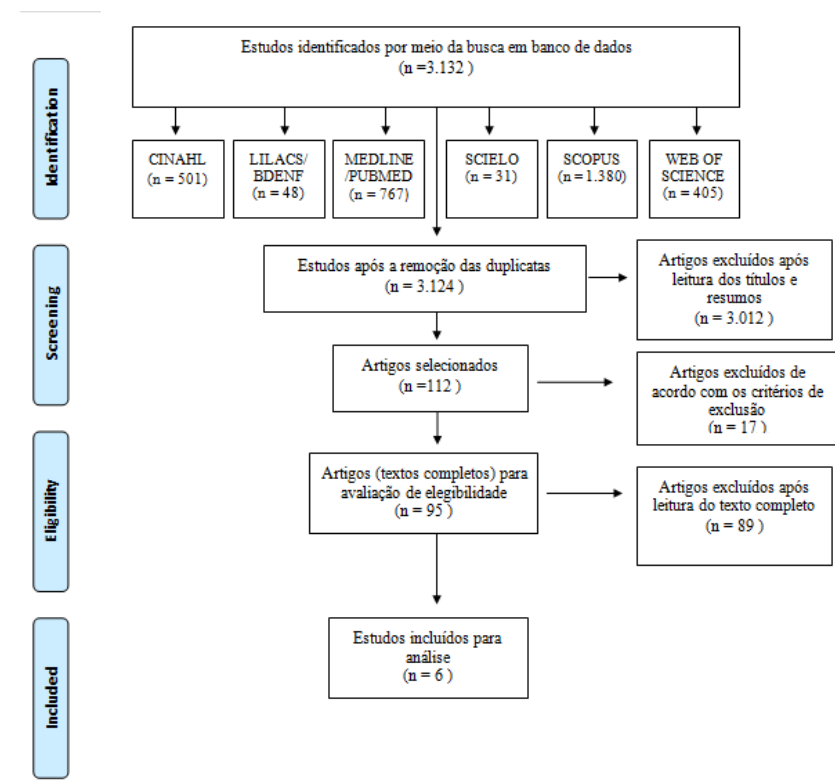 Estudos identificados por meio da busca em banco de dados
(n =3.132 )
Identification
CINAHL
(n = 501)
LILACS/
BDENF
(n = 48)
MEDLINE
/PUBMED
(n = 767)
SCIELO
(n = 31)
SCOPUS
(n =1.380)
WEB OF
SCIENCE
(n = 405)
Screening
Estudos após a remoção das duplicatas
(n = 3.124 )
Artigos excluídos após
leitura dos títulos e
resumos
(n = 3.012 )
Artigos selecionados
(n =112 )
Artigos excluídos de
acordo com os critérios de
exclusão
(n = 17 )
Eligibility
Artigos (textos completos) para
avaliação de elegibilidade
(n = 95 )
Artigos excluídos após
leitura do texto completo
(n = 89 )
Included
Estudos incluídos para
análise
(n = 6 )